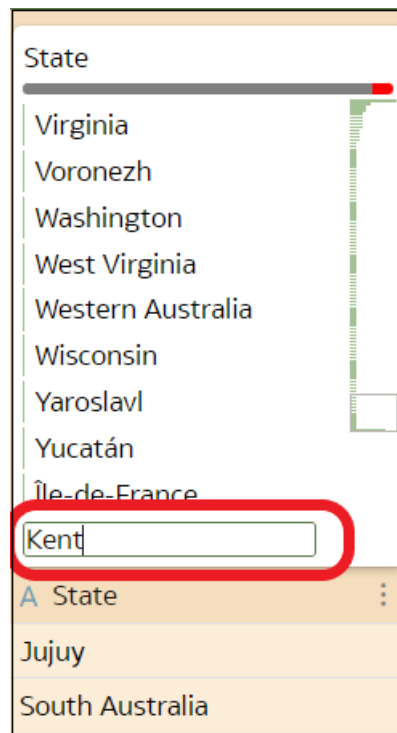 State
Virginia
Voronezh
Washington
West Virginia
Western Australia
Wisconsin
Yaroslavl
Yucatán
Île-de-France
Kent
A State
Jujuy
South Australia